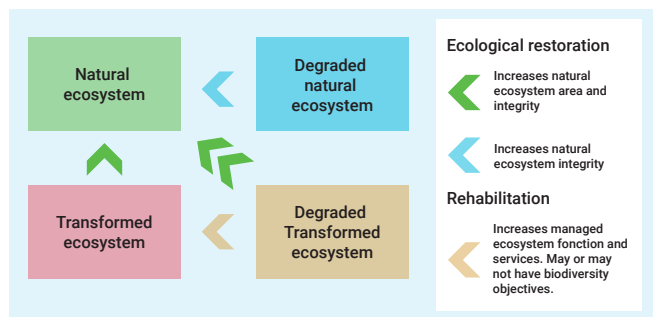 Natural
ecosystem
Degraded
natural
ecosystem
Transformed
ecosystem
Degraded
Transformed
ecosystem
Ecological restoration
Increases natural
ecosystem area and
integrity
Increases natural
ecosystem integrity
Rehabilitation
Increases managed
ecosystem fonction and
services. May or may
not have biodiversity
objectives.